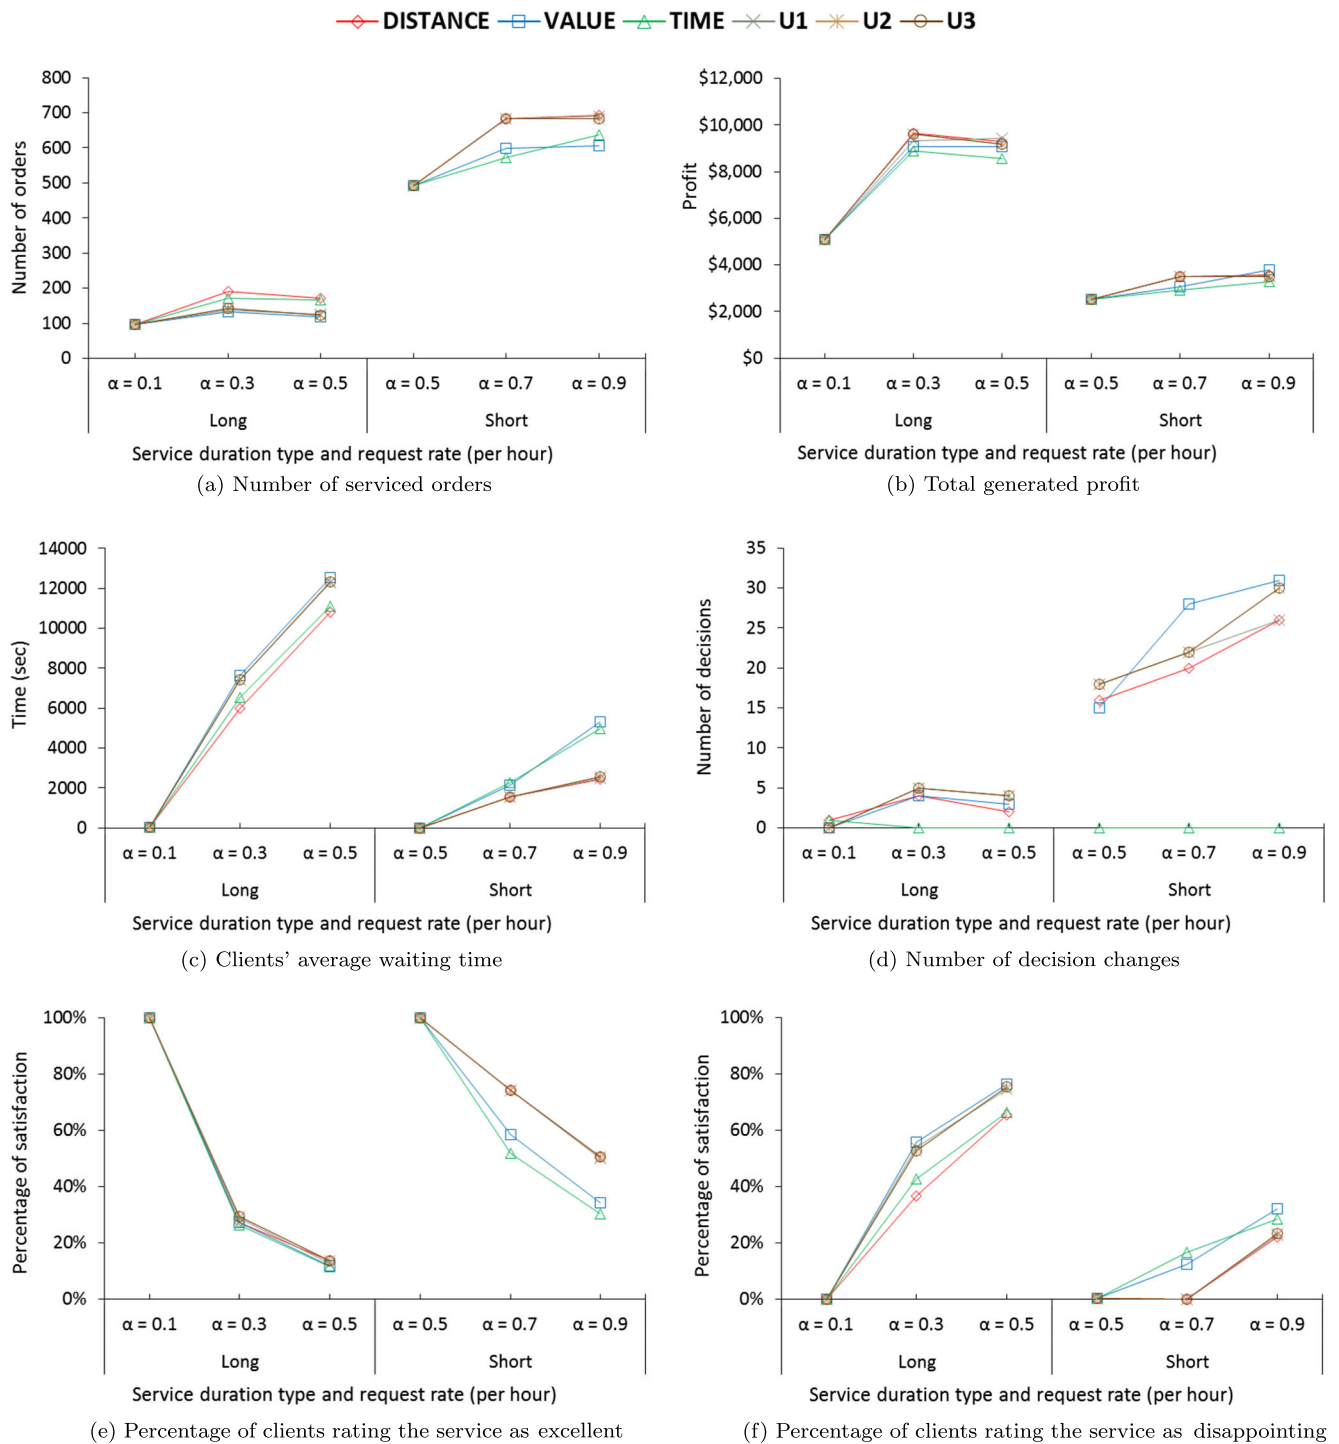 DISTANCE VALUE TIME U1 U2 U3
Number of orders
800
700
600
500
400
300
200
100
0
α = 0.1 α = 0.3 α = 0.5 α = 0.5 α = 0.7 α = 0.9
Long Short
Service duration type and request rate (per hour)
(a) Number of serviced orders
Profit
$12,000
$10,000
$8,000
$6,000
$4,000
$2,000
$0
α = 0.1 α = 0.3 α = 0.5 α = 0.5 α = 0.7 α = 0.9
Long Short
Service duration type and request rate (per hour)
(b) Total generated profit
Time (sec)
14000
12000
10000
8000
6000
4000
2000
0
α = 0.1 α = 0.3 α = 0.5 α = 0.5 α = 0.7 α = 0.9
Long Short
Service duration type and request rate (per hour)
(c) Clients' average waiting time
Number of decisions
35
30
25
20
15
10
5
0
α = 0.1 α = 0.3 α = 0.5 α = 0.5 α = 0.7 α = 0.9
Long Short
Service duration type and request rate (per hour)
(d) Number of decision changes
Percentage of satisfaction
100%
80%
60%
40%
20%
0%
α = 0.1 α = 0.3 α = 0.5 α = 0.5 α = 0.7 α = 0.9
Long Short
Service duration type and request rate (per hour)
(e) Percentage of clients rating the service as excellent
Percentage of satisfaction
100%
80%
60%
40%
20%
0%
α = 0.1 α = 0.3 α = 0.5 α = 0.5 α = 0.7 α = 0.9
Long Short
Service duration type and request rate (per hour)
(f) Percentage of clients rating the service as disappointing